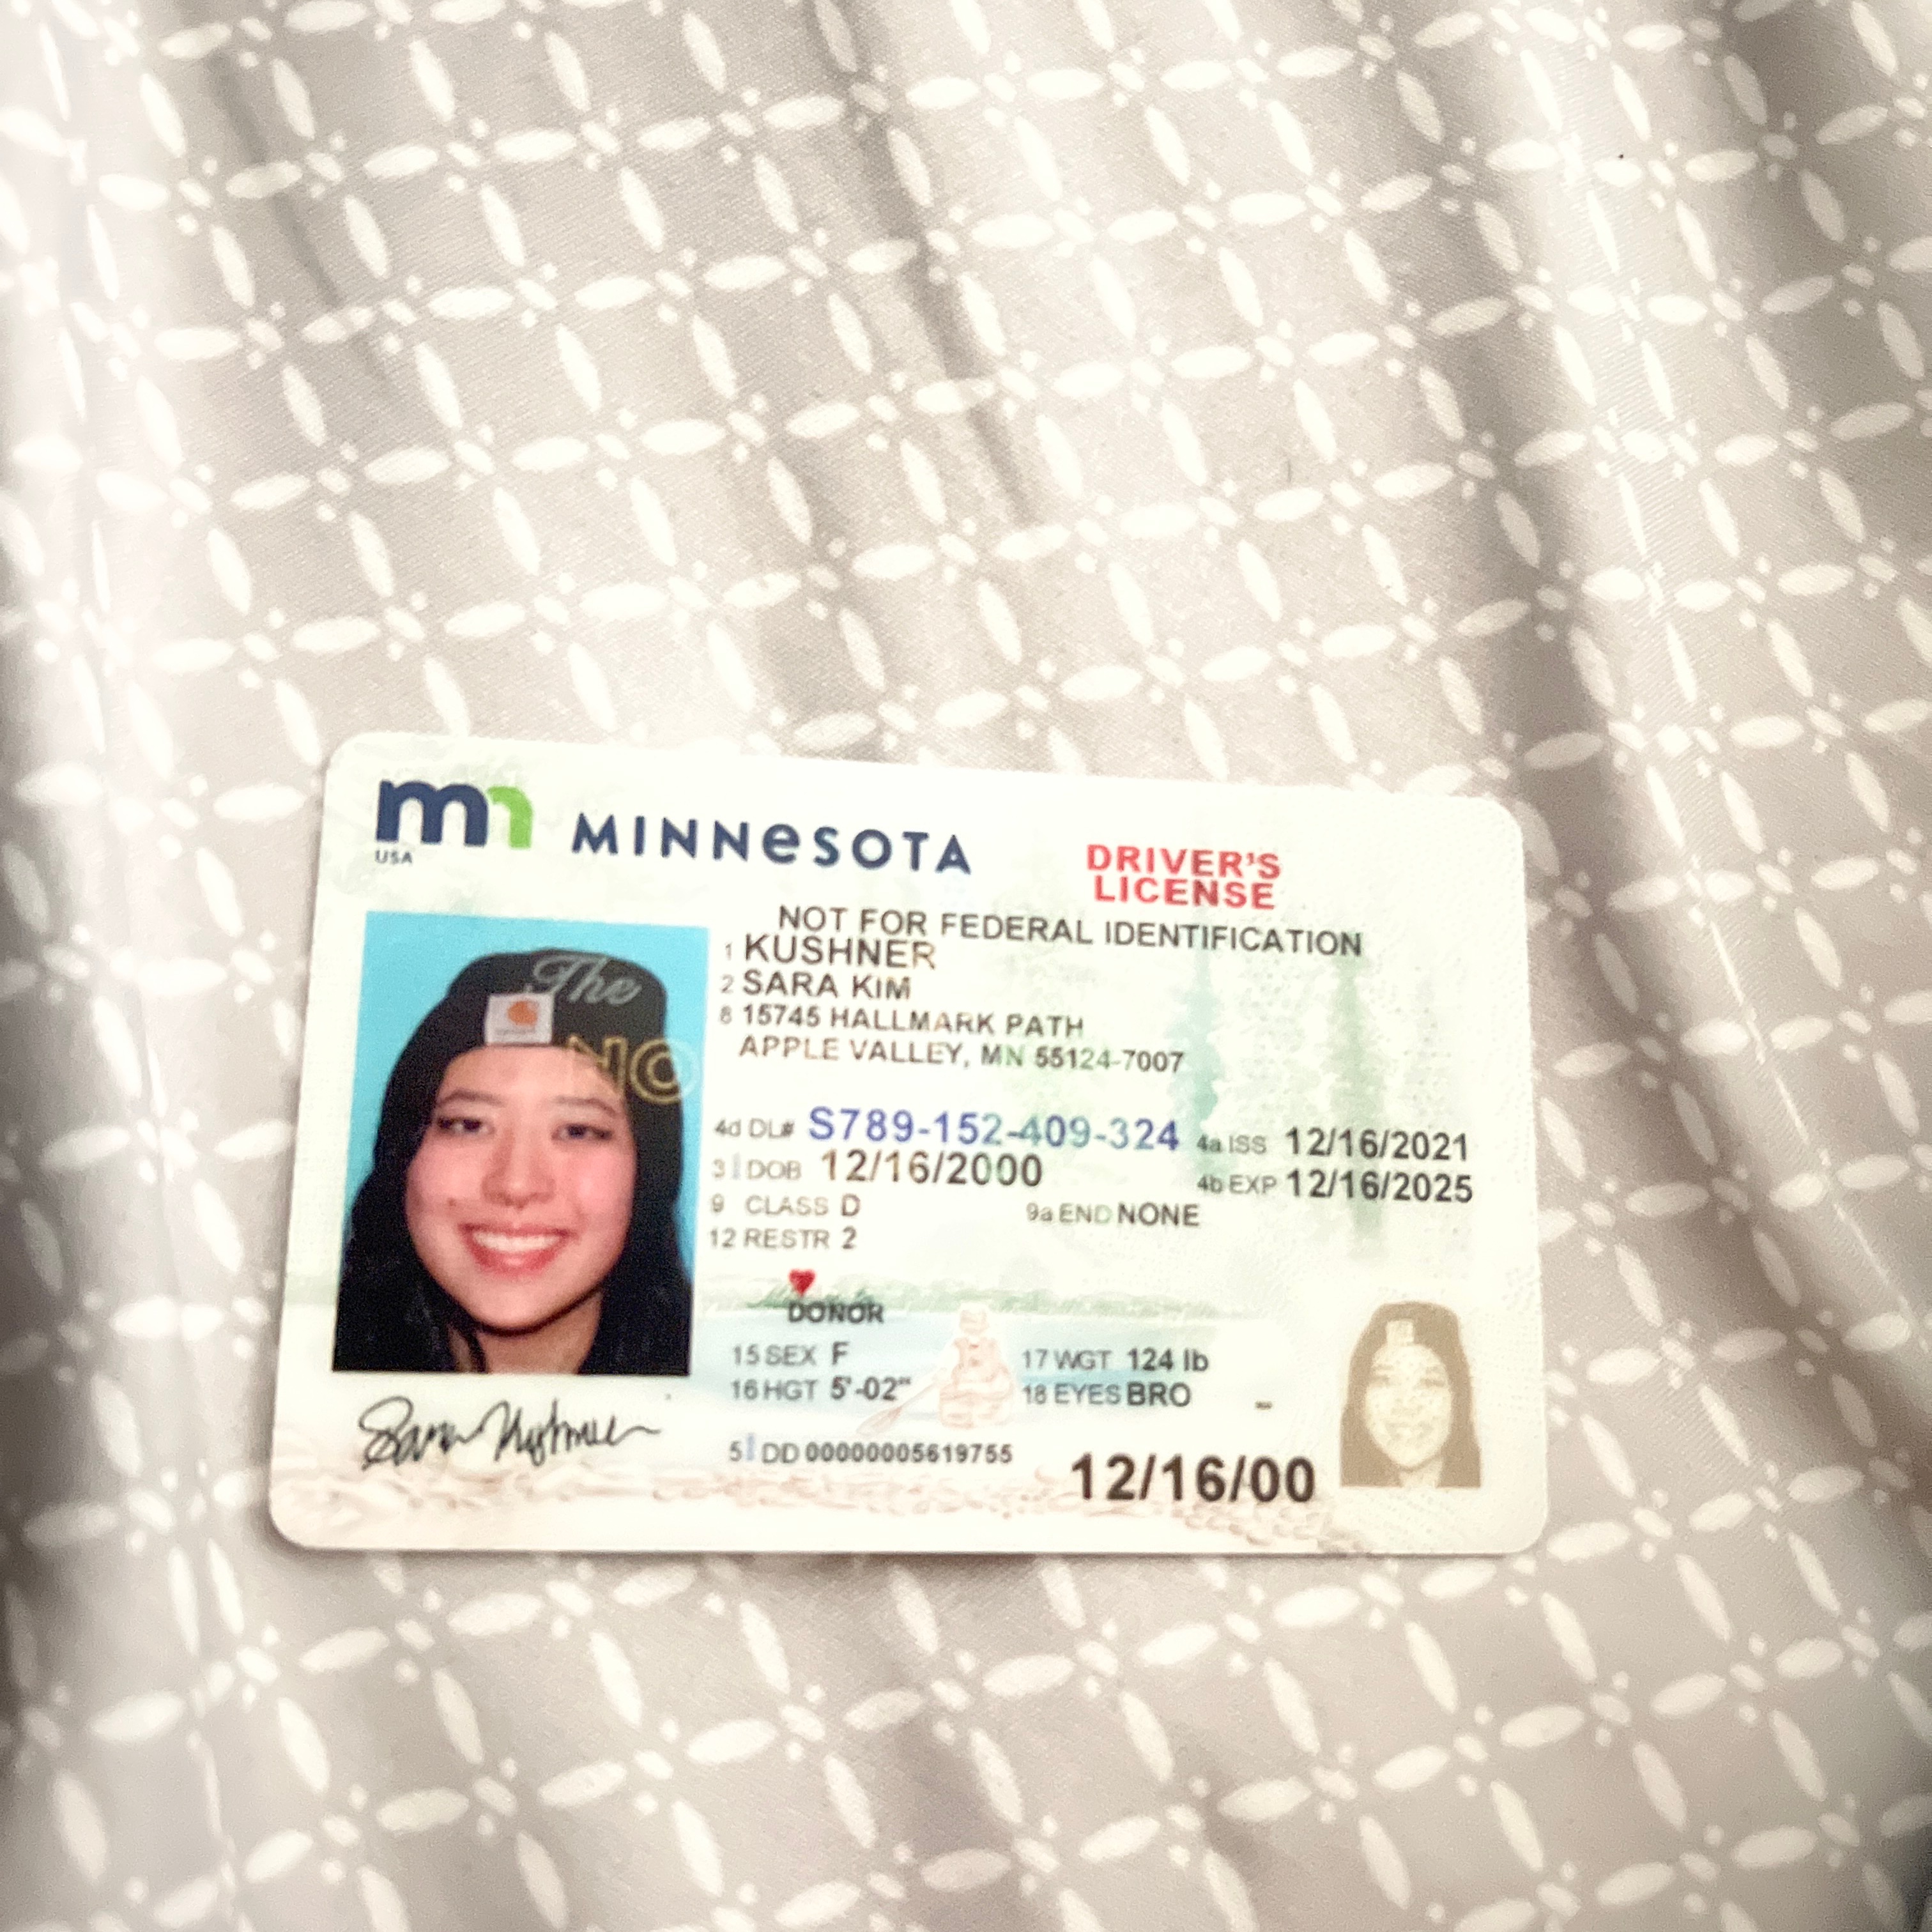 mn
USA
MINNeSOTA
DRIVER'S
LICENSE
NOT FOR FEDERAL IDENTIFICATION
1 KUSHNER
2 SARA KIM
8 15745 HALLMARK PATH
APPLE VALLEY, MN 55124-7007
4d DL# S789-152-409-324 4a ISS 12/16/2021
3 DOB 12/16/2000 4b EXP 12/16/2025
9 CLASS D 9a END NONE
12 RESTR 2
DONOR
15 SEX F 17 WGT 124 lb
16 HGT 5'-02" 18 EYES BRO
5 DD 00000005619755
12/16/00
The
NO
Sara Kushner